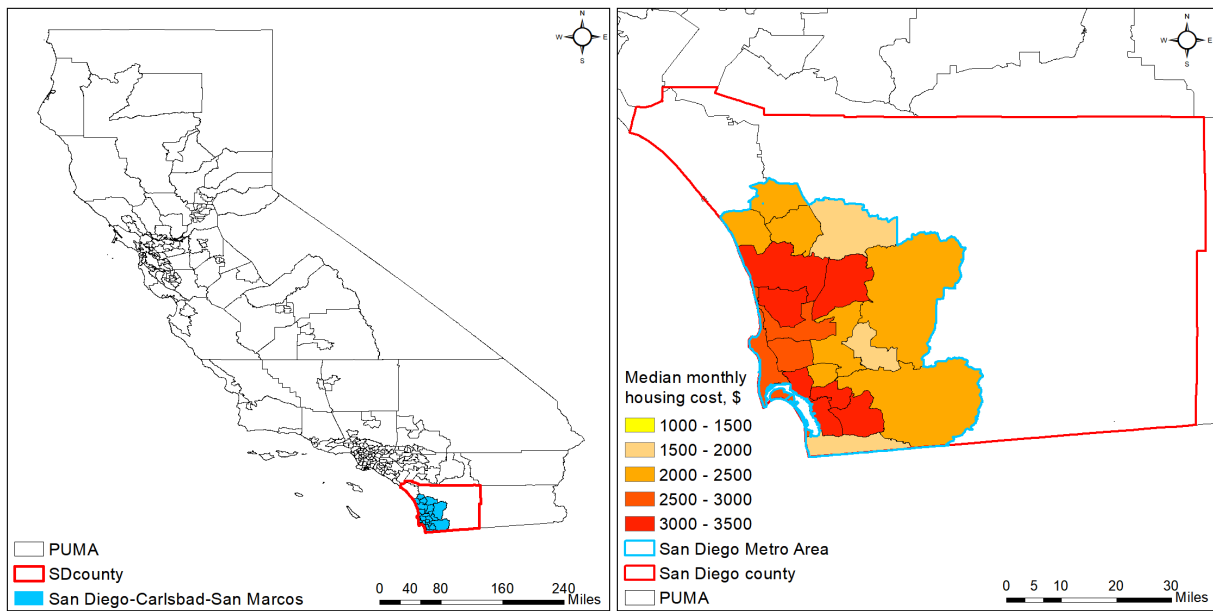 N
W E
S
PUMA
SDcounty
San Diego-Carlsbad-San Marcos
0 40 80 160 240
Miles
N
W E
S
Median monthly
housing cost, $
1000 - 1500
1500 - 2000
2000 - 2500
2500 - 3000
3000 - 3500
San Diego Metro Area
San Diego county
PUMA
0 5 10 20 30
Miles